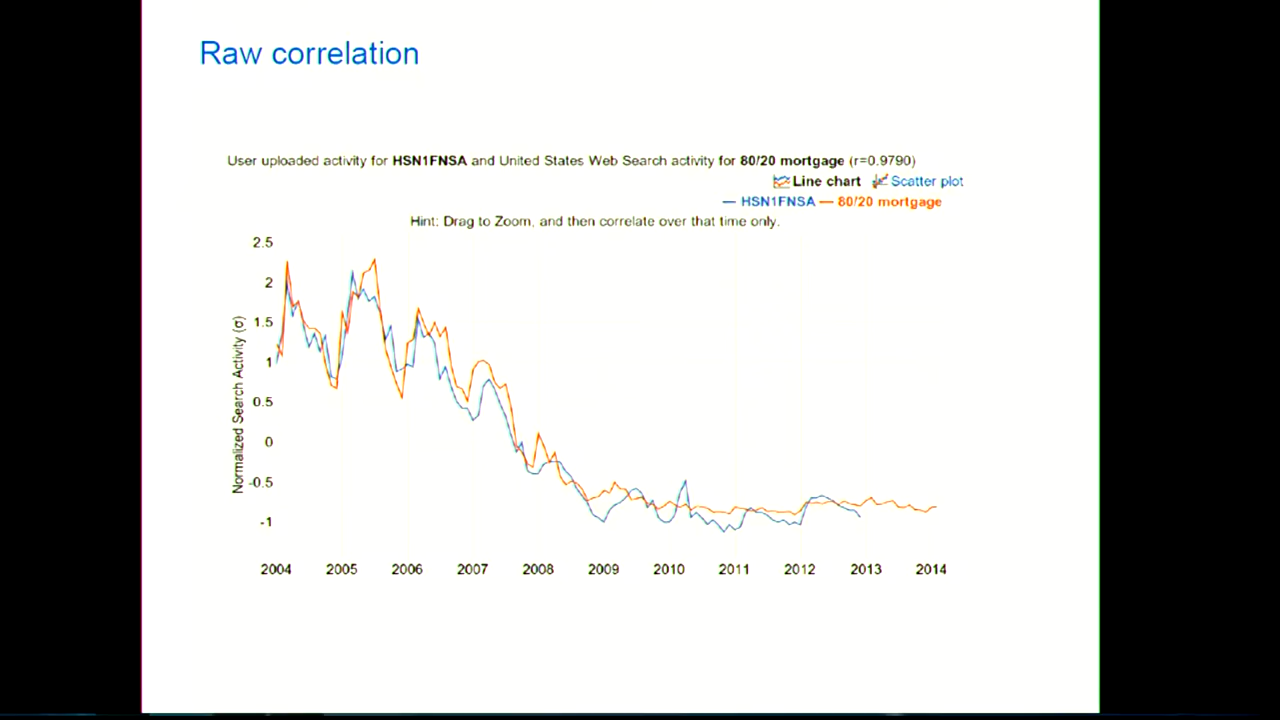 Raw correlation
User uploaded activity for HSN1FNSA and United States Web Search activity for 80/20 mortgage (r=0.9790)
Line chart Scatter plot
HSN1FNSA 80/20 mortgage
Hint: Drag to Zoom, and then correlate over that time only.
Normalized Search Activity (σ)
2.5
2
1.5
1
0.5
0
-0.5
-1
2004 2005 2006 2007 2008 2009 2010 2011 2012 2013 2014